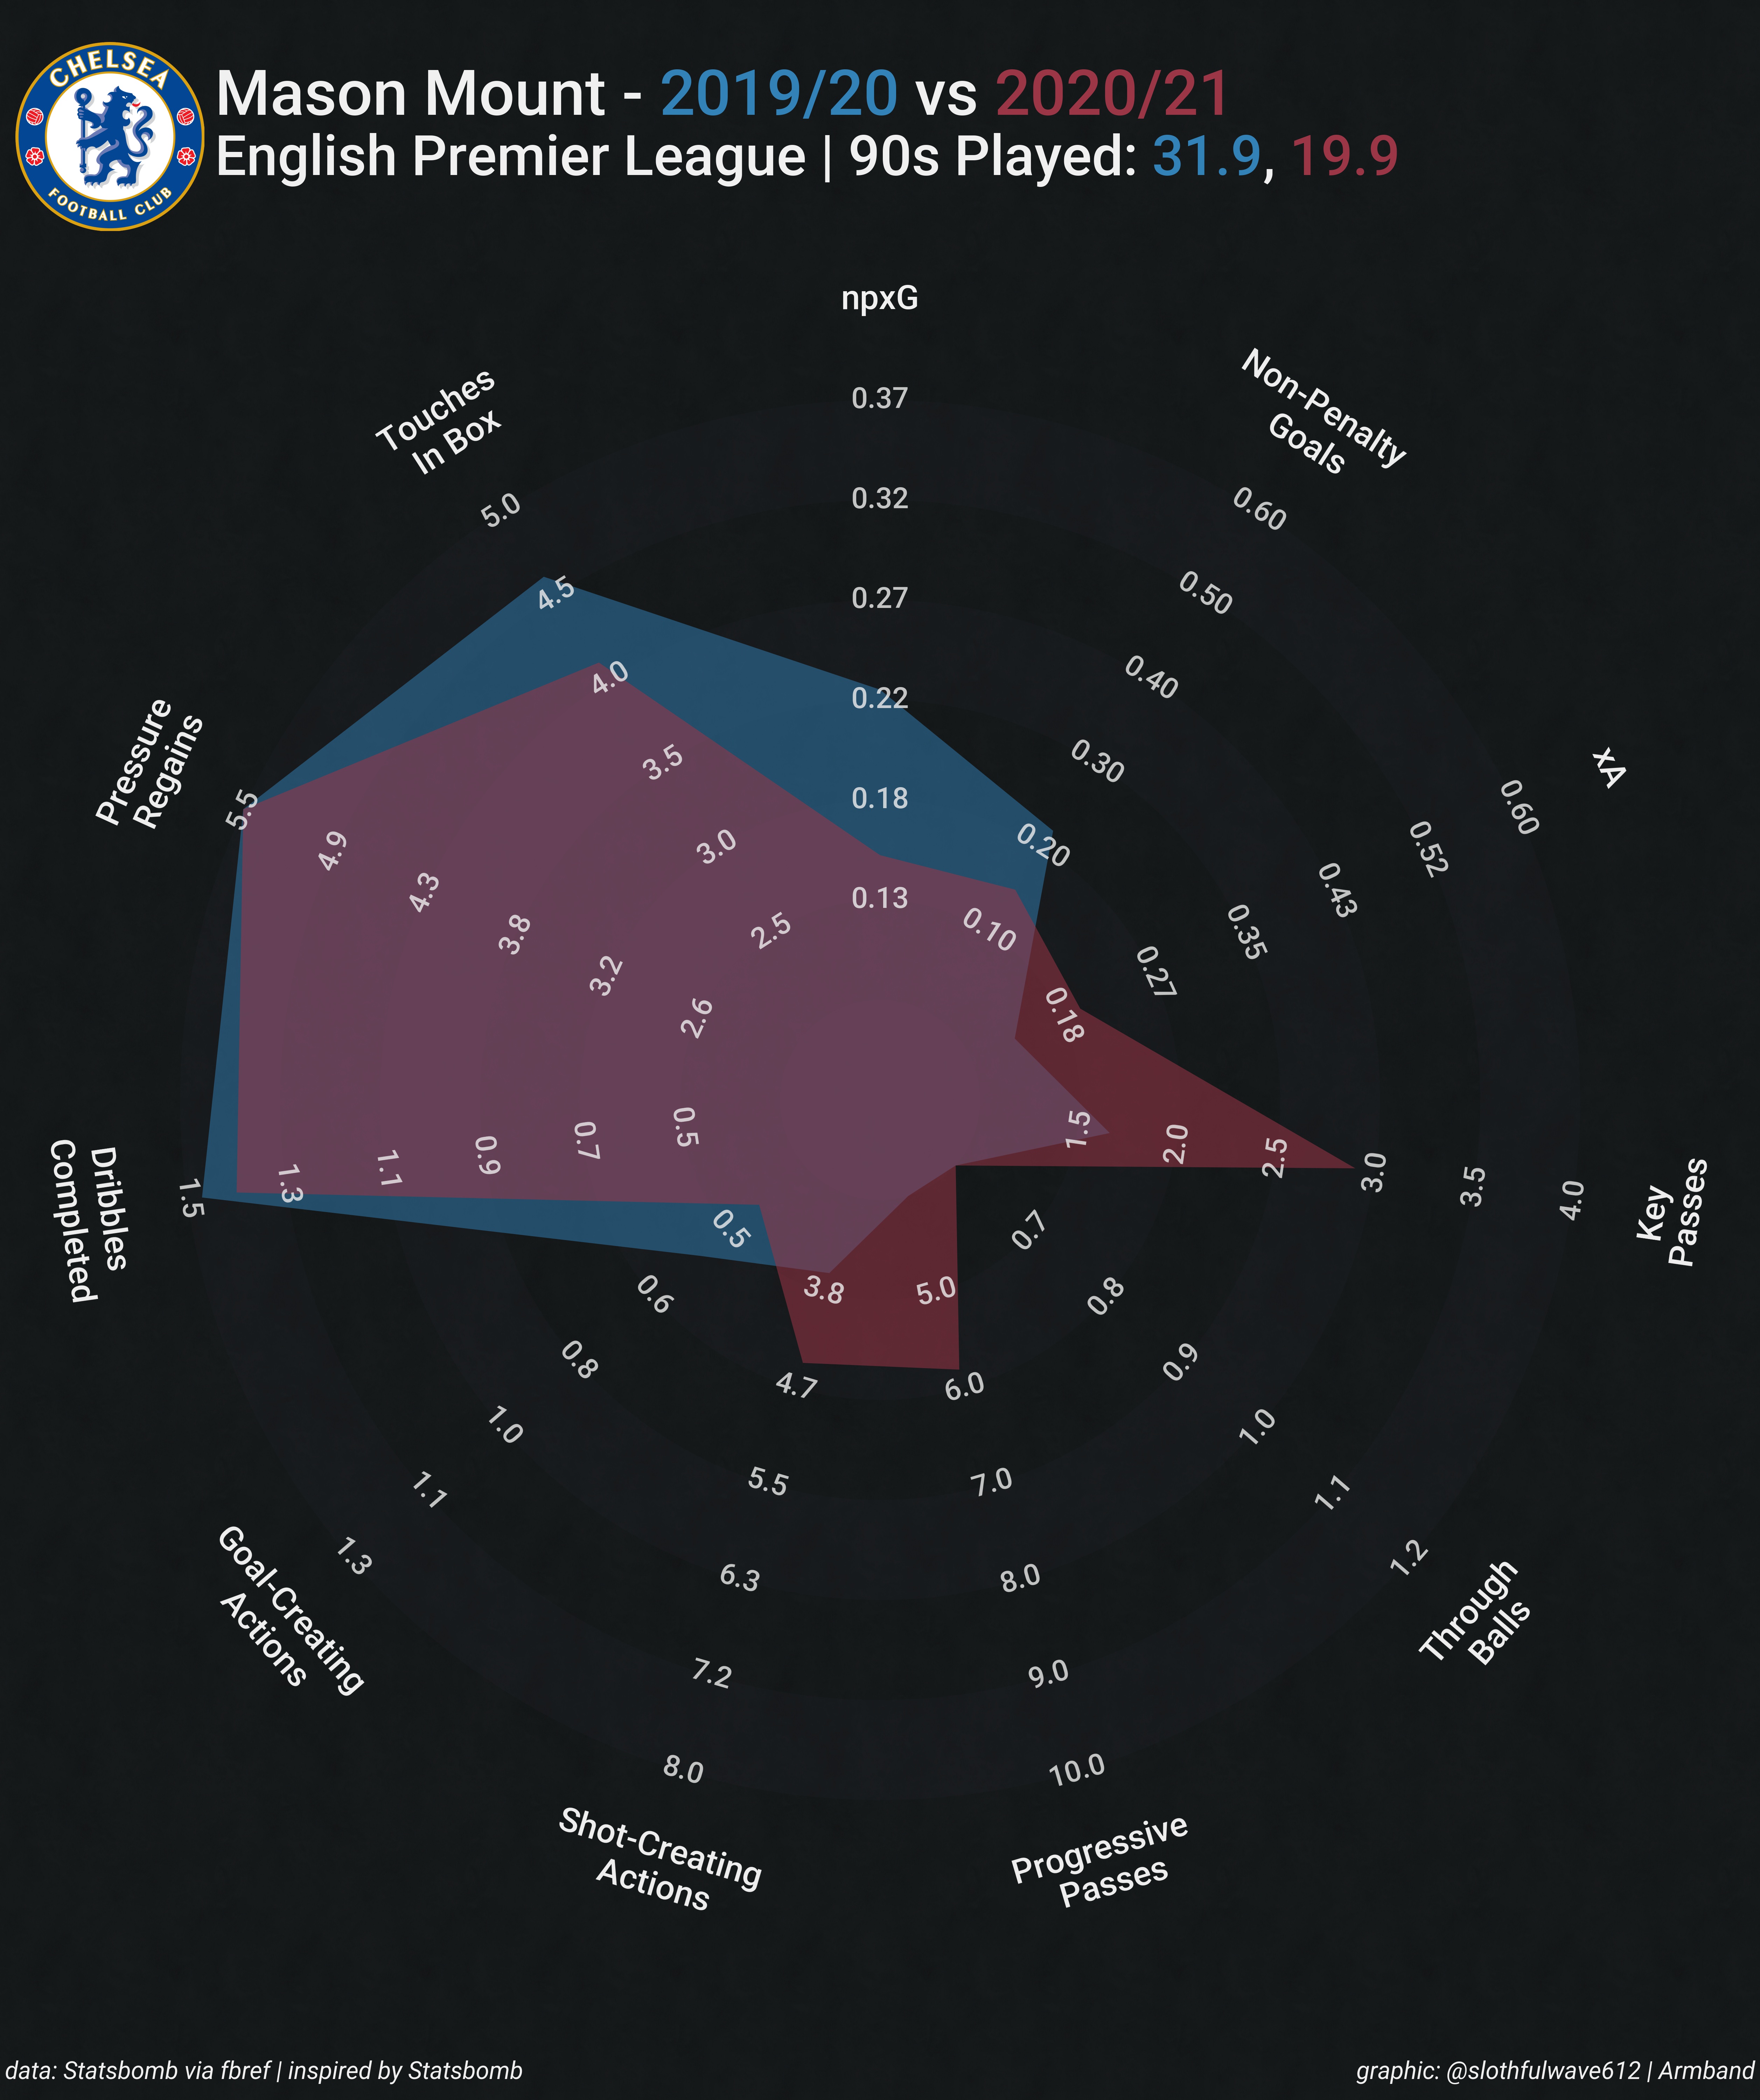 CHELSEA
FOOTBALL CLUB
Mason Mount - 2019/20 vs 2020/21
English Premier League | 90s Played: 31.9, 19.9
npxG
0.37
0.32
0.27
0.22
0.18
0.13
Non-Penalty
Goals
0.60
0.50
0.40
0.30
0.20
0.10
xA
0.60
0.52
0.43
0.35
0.27
0.18
Key
Passes
4.0
3.5
3.0
2.5
2.0
1.5
Through
Balls
1.2
1.1
1.0
0.9
0.8
0.7
Progressive
Passes
10.0
9.0
8.0
7.0
6.0
5.0
Shot-Creating
Actions
8.0
7.2
6.3
5.5
4.7
3.8
Goal-Creating
Actions
1.3
1.1
1.0
0.8
0.6
0.5
Dribbles
Completed
1.5
1.3
1.1
0.9
0.7
0.5
Pressure
Regains
5.5
4.9
4.3
3.8
3.2
2.6
Touches
In Box
5.0
4.5
4.0
3.5
3.0
2.5
data: Statsbomb via fbref | inspired by Statsbomb
graphic: @slothfulwave612 | Armband